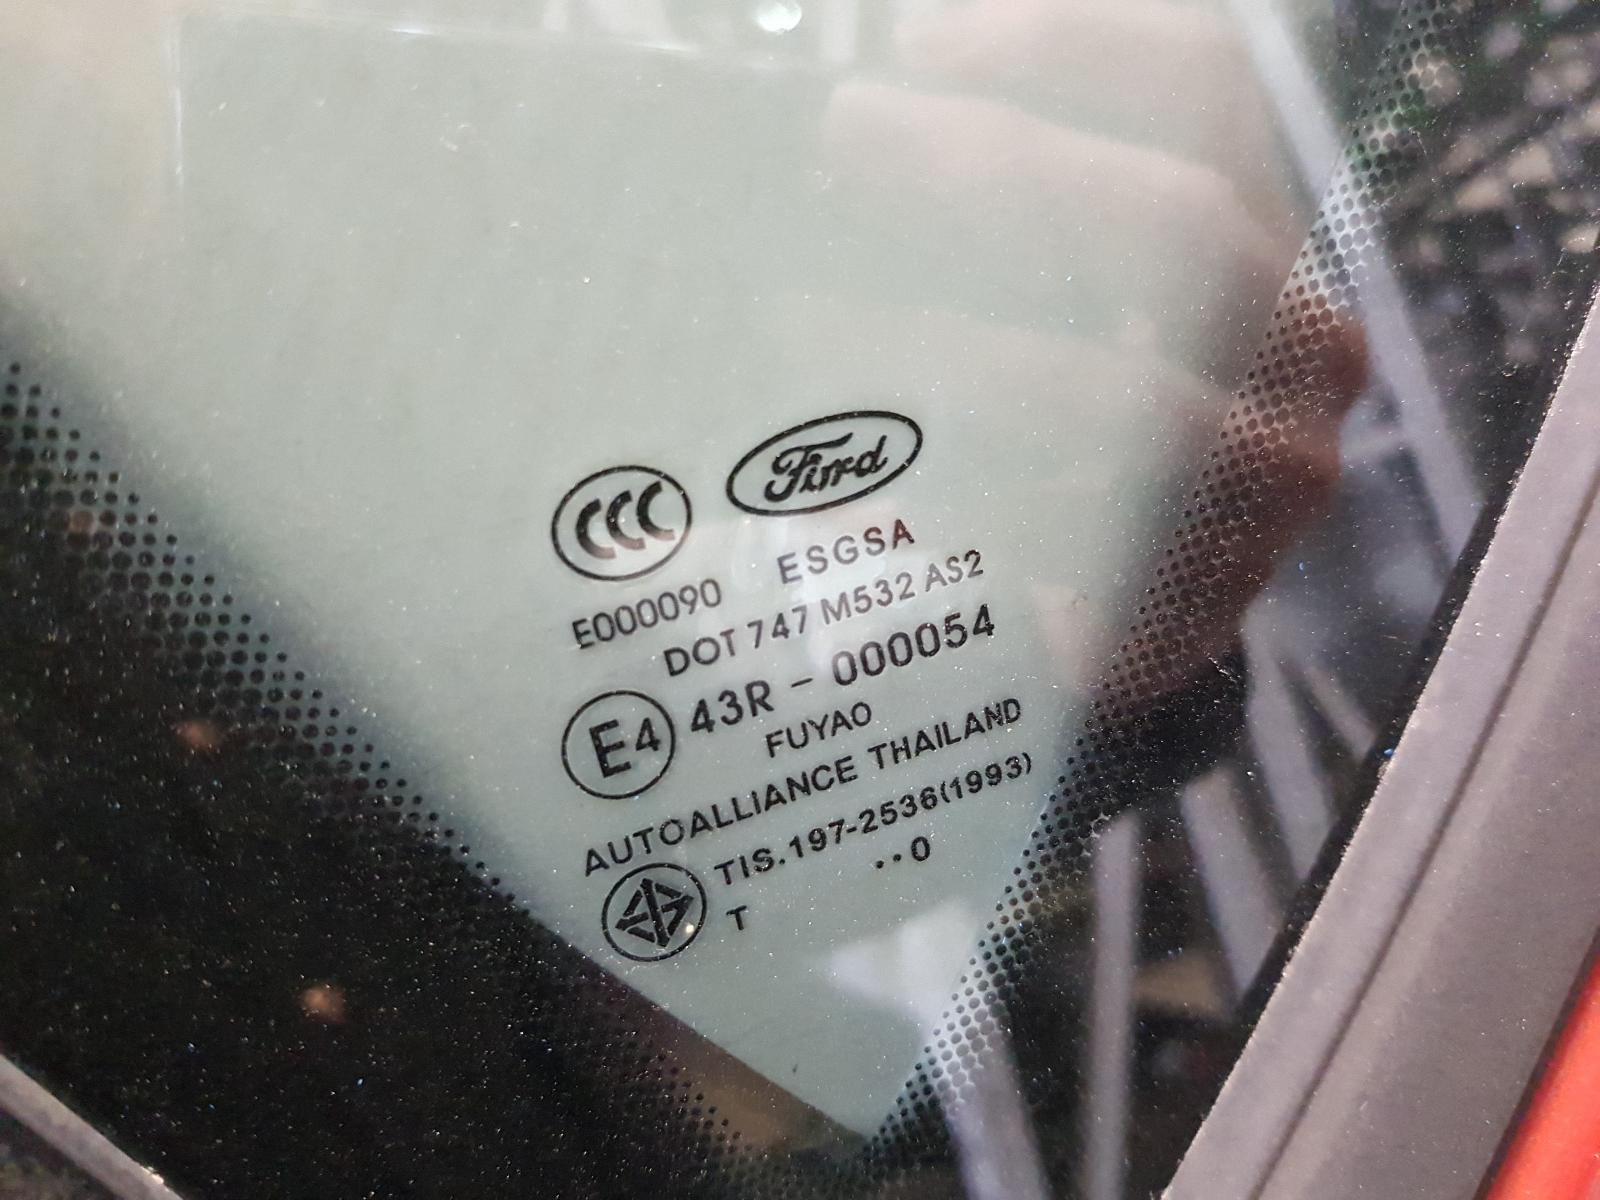 CCC Ford
E000090 ESGSA
DOT 747 M532 AS2
E4 43R - 000054
FUYAO
AUTOALLIANCE THAILAND
TIS.197-2536(1993)
..0
T